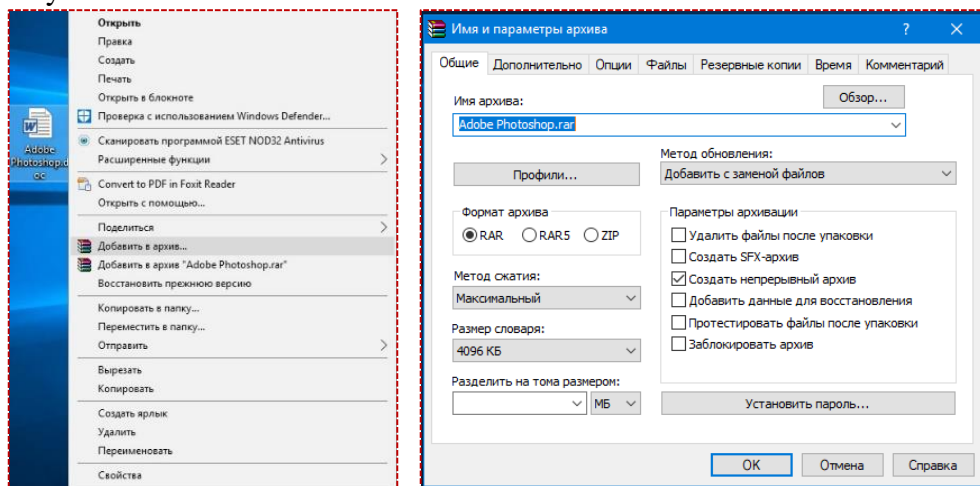 Открыть
Правка
Создать
Печать
Открыть в блокноте
Проверка с использованием Windows Defender...
Сканировать программой ESET NOD32 Antivirus
Расширенные функции
Convert to PDF in Foxit Reader
Открыть с помощью...
Поделиться
Добавить в архив...
Добавить в архив "Adobe Photoshop.rar"
Восстановить прежнюю версию
Копировать в папку...
Переместить в папку...
Отправить
Вырезать
Копировать
Создать ярлык
Удалить
Переименовать
Свойства
Adobe
Photoshop.d
oc
Имя и параметры архива
Общие Дополнительно Опции Файлы Резервные копии Время Комментарий
Имя архива: Обзор...
Adobe Photoshop.rar
Метод обновления:
Профили... Добавить с заменой файлов
Формат архива Параметры архивации
RAR RAR5 ZIP Удалить файлы после упаковки
Создать SFX-архив
Метод сжатия: Создать непрерывный архив
Максимальный Добавить данные для восстановления
Размер словаря: Протестировать файлы после упаковки
4096 КБ Заблокировать архив
Разделить на тома размером:
МБ Установить пароль...
ОК Отмена Справка